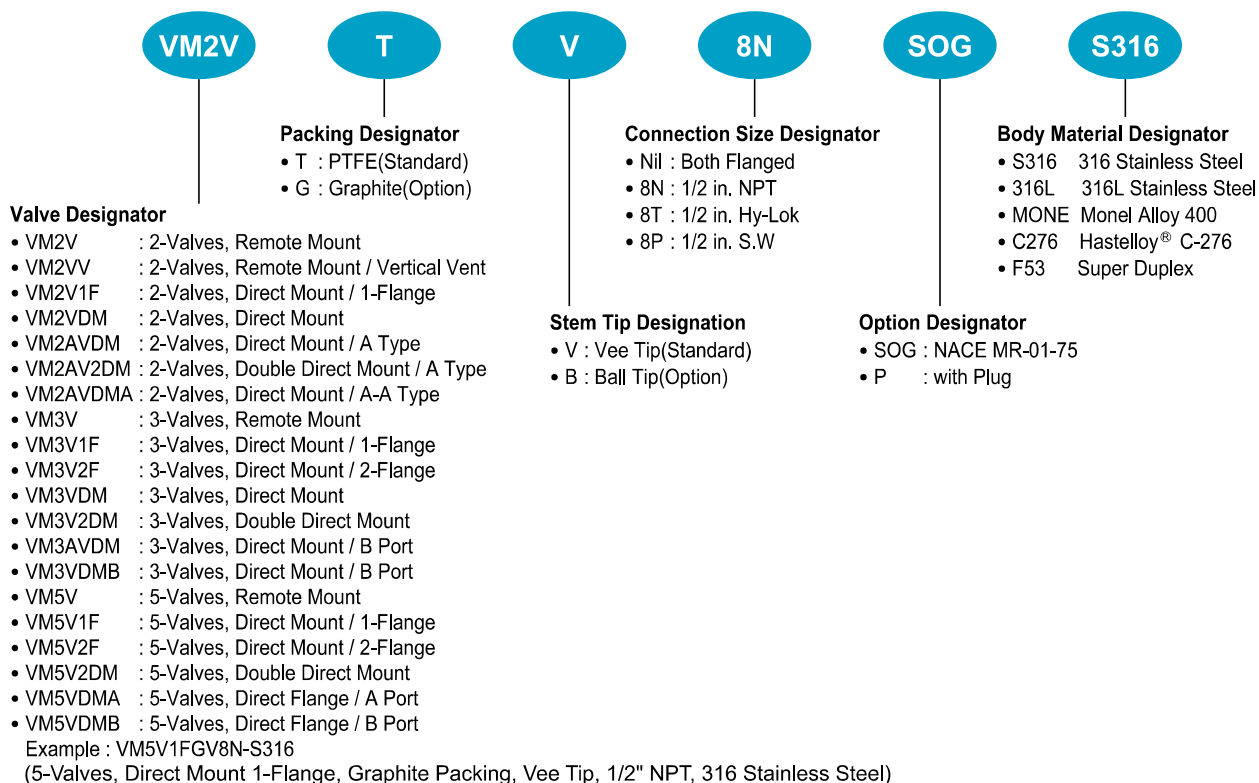 VM2V T V 8N SOG S316
Packing Designator
• T : PTFE(Standard)
• G : Graphite(Option)
Connection Size Designator
• Nil : Both Flanged
• 8N : 1/2 in. NPT
• 8T : 1/2 in. Hy-Lok
• 8P : 1/2 in. S.W
Body Material Designator
• S316 316 Stainless Steel
• 316L 316L Stainless Steel
• MONE Monel Alloy 400
• C276 Hastelloy® C-276
• F53 Super Duplex
Valve Designator
• VM2V : 2-Valves, Remote Mount
• VM2VV : 2-Valves, Remote Mount / Vertical Vent
• VM2V1F : 2-Valves, Direct Mount / 1-Flange
• VM2VDM : 2-Valves, Direct Mount
• VM2AVDM : 2-Valves, Direct Mount / A Type
• VM2AV2DM : 2-Valves, Double Direct Mount / A Type
• VM2AVDMA : 2-Valves, Direct Mount / A-A Type
• VM3V : 3-Valves, Remote Mount
• VM3V1F : 3-Valves, Direct Mount / 1-Flange
• VM3V2F : 3-Valves, Direct Mount / 2-Flange
• VM3VDM : 3-Valves, Direct Mount
• VM3V2DM : 3-Valves, Double Direct Mount
• VM3AVDM : 3-Valves, Direct Mount / B Port
• VM3VDMB : 3-Valves, Direct Mount / B Port
• VM5V : 5-Valves, Remote Mount
• VM5V1F : 5-Valves, Direct Mount / 1-Flange
• VM5V2F : 5-Valves, Direct Mount / 2-Flange
• VM5V2DM : 5-Valves, Double Direct Mount
• VM5VDMA : 5-Valves, Direct Flange / A Port
• VM5VDMB : 5-Valves, Direct Flange / B Port
Stem Tip Designation
• V : Vee Tip(Standard)
• B : Ball Tip(Option)
Option Designator
• SOG : NACE MR-01-75
• P : with Plug
Example : VM5V1FGV8N-S316
(5-Valves, Direct Mount 1-Flange, Graphite Packing, Vee Tip, 1/2" NPT, 316 Stainless Steel)